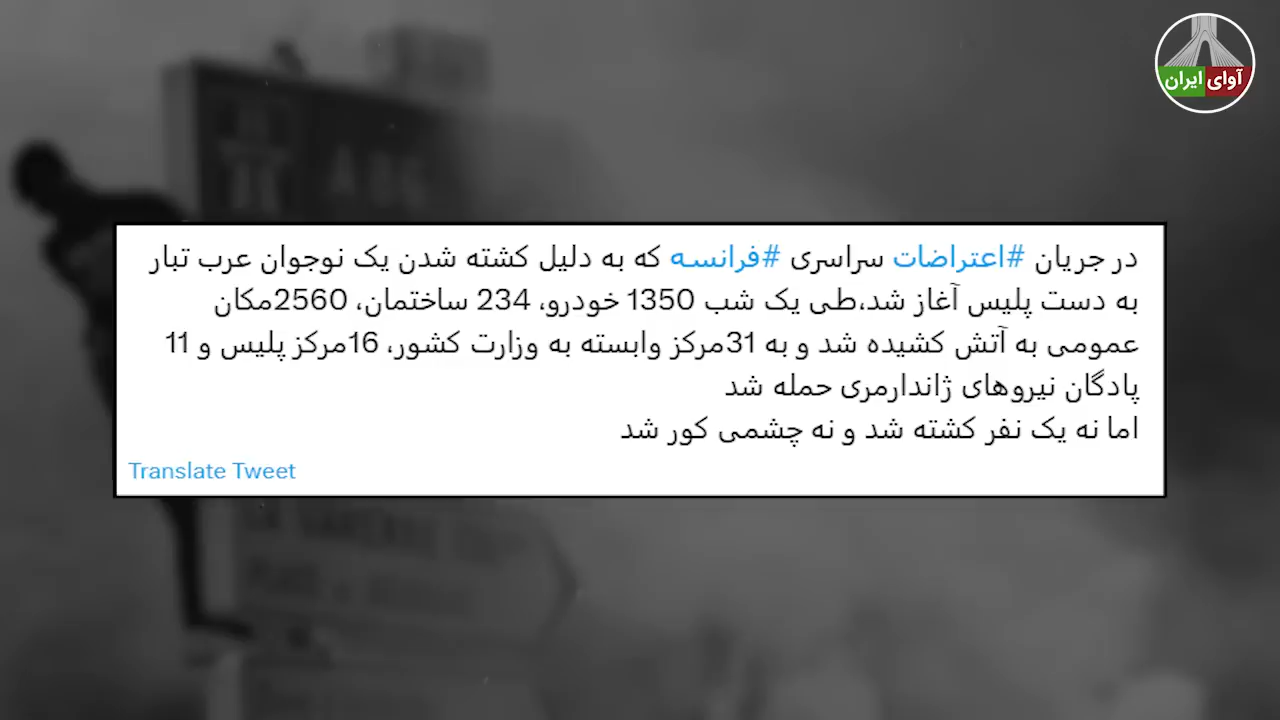 آوای ایران
در جریان #اعتراضات سراسری #فرانسه که به دلیل کشته شدن یک نوجوان عرب تبار
به دست پلیس آغاز شد،طی یک شب 1350 خودرو، 234 ساختمان، 2560مکان
عمومی به آتش کشیده شد و به 31مرکز وابسته به وزارت کشور، 16مرکز پلیس و 11
پادگان نیروهای ژاندارمری حمله شد
اما نه یک نفر کشته شد و نه چشمی کور شد
Translate Tweet